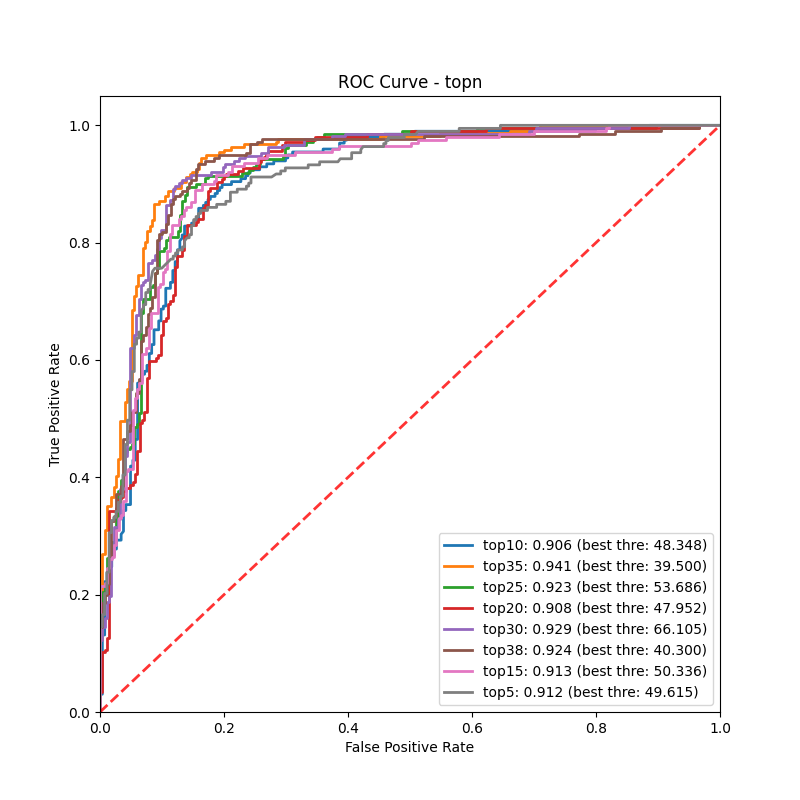 ROC Curve - topn
True Positive Rate
1.0
0.8
0.6
0.4
0.2
0.0
top10: 0.906 (best thre: 48.348)
top35: 0.941 (best thre: 39.500)
top25: 0.923 (best thre: 53.686)
top20: 0.908 (best thre: 47.952)
top30: 0.929 (best thre: 66.105)
top38: 0.924 (best thre: 40.300)
top15: 0.913 (best thre: 50.336)
top5: 0.912 (best thre: 49.615)
0.0 0.2 0.4 0.6 0.8 1.0
False Positive Rate